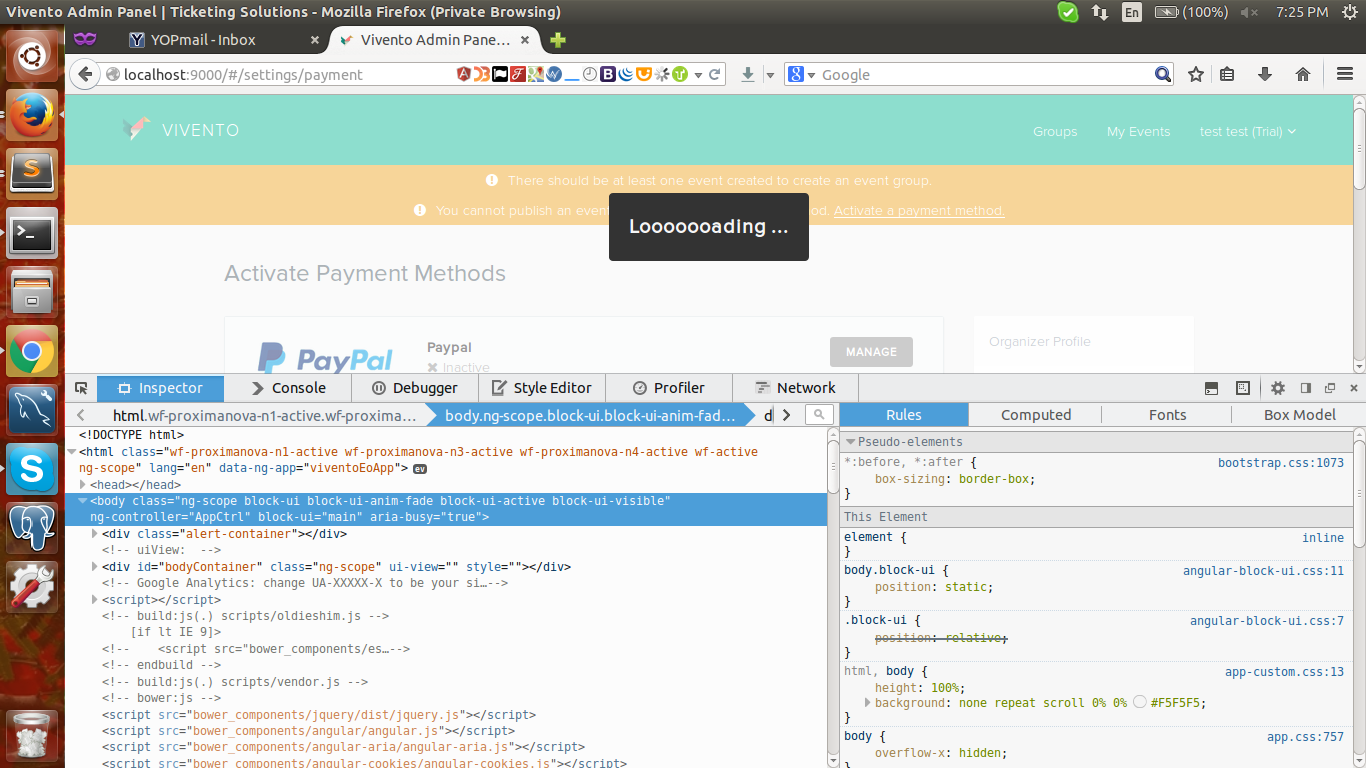 Vivento Admin Panel | Ticketing Solutions - Mozilla Firefox (Private Browsing)
En
(100%)
7:25 PM
YOPmail - Inbox
Vivento Admin Pane...
localhost:9000/#/settings/payment
Google
VIVENTO
Groups
My Events
test test (Trial)
There should be at least one event created to create an event group.
You cannot publish an event
od. Activate a payment method.
Cooooooading ...
Activate Payment Methods
PayPal
Paypal
Inactive
MANAGE
Organizer Profile
Inspector
Console
Debugger
Style Editor
Profiler
Network
html.wf-proximanova-n1-active.wf-proxima...
body.ng-scope.block-ui.block-ui-anim-fad...
d
Rules
Computed
Fonts
Box Model
<!DOCTYPE html>
<html class="wf-proximanova-n1-active wf-proximanova-n3-active wf-proximanova-n4-active wf-active
ng-scope" lang="en" data-ng-app="viventoEoApp"> ev
<head></head>
<body class="ng-scope block-ui block-ui-anim-fade block-ui-active block-ui-visible"
ng-controller="AppCtrl" block-ui="main" aria-busy="true">
<div class="alert-container"></div>
<!-- uiView:  -->
<div id="bodyContainer" class="ng-scope" ui-view="" style=""></div>
<!-- Google Analytics: change UA-XXXXX-X to be your si…-->
<script></script>
<!-- build:js(.) scripts/oldieshim.js -->
[if lt IE 9]>
<!--    <script src="bower_components/es…-->
<!-- endbuild -->
<!-- build:js(.) scripts/vendor.js -->
<!-- bower:js -->
<script src="bower_components/jquery/dist/jquery.js"></script>
<script src="bower_components/angular/angular.js"></script>
<script src="bower_components/angular-aria/angular-aria.js"></script>
<script src="bower_components/angular-cookies/angular-cookies.js"></script>
Pseudo-elements
*:before, *:after {
bootstrap.css:1073
box-sizing: border-box;
}
This Element
element {
inline
}
body.block-ui {
angular-block-ui.css:11
position: static;
}
.block-ui {
angular-block-ui.css:7
position: relative;
}
html, body {
app-custom.css:13
height: 100%;
background: none repeat scroll 0% 0% #F5F5F5;
}
body {
app.css:757
overflow-x: hidden;
}